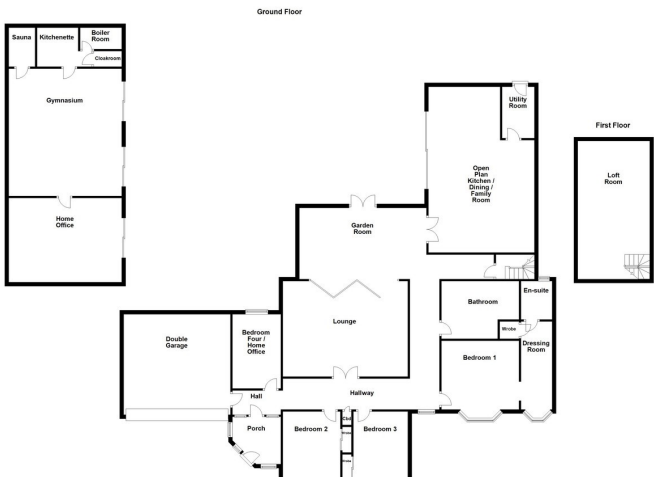 Ground Floor
Sauna
Kitchenette
Boiler
Room
Cloakroom
Gymnasium
Home
Office
Utility
Room
Open
Plan
Kitchen /
Dining /
Family
Room
First Floor
Loft
Room
Garden
Room
Lounge
Bathroom
En-suite
Wrobe
Dressing
Room
Bedroom 1
Double
Garage
Bedroom
Four /
Home
Office
Hall
Hallway
Porch
Bedroom 2
Bedroom 3